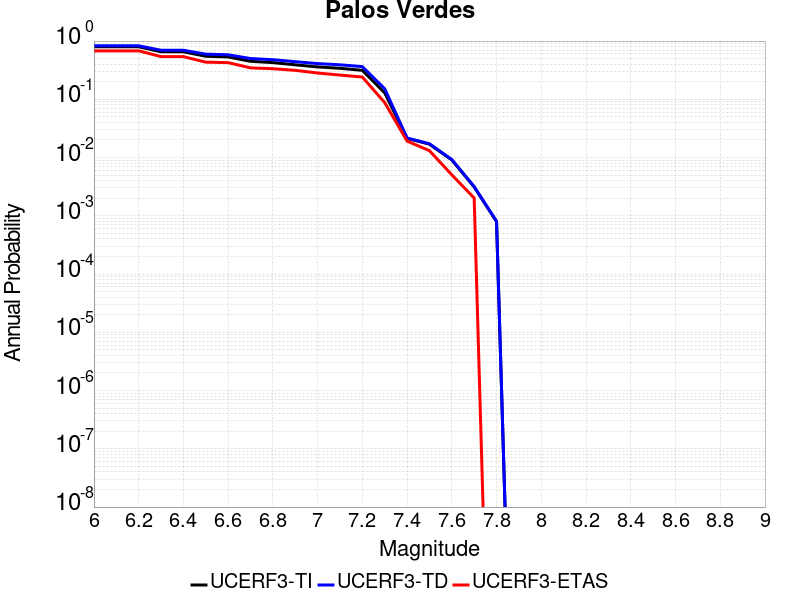 Palos Verdes
10^0
10^-1
10^-2
10^-3
10^-4
10^-5
10^-6
10^-7
10^-8
Annual Probability
6 6.2 6.4 6.6 6.8 7 7.2 7.4 7.6 7.8 8 8.2 8.4 8.6 8.8 9
Magnitude
UCERF3-TI UCERF3-TD UCERF3-ETAS